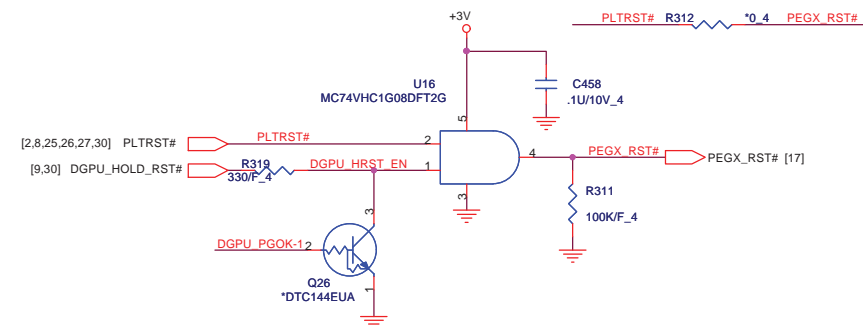 +3V
PLTRST# R312 *0_4 PEGX_RST#
U16
MC74VHC1G08DFT2G
C458
.1U/10V_4
5
[2,8,25,26,27,30] PLTRST#
PLTRST#
2
[9,30] DGPU_HOLD_RST#
R319
330/F_4
DGPU_HRST_EN
1
4
PEGX_RST#
PEGX_RST# [17]
3
R311
100K/F_4
3
DGPU_PGOK-1
2
1
Q26
*DTC144EUA